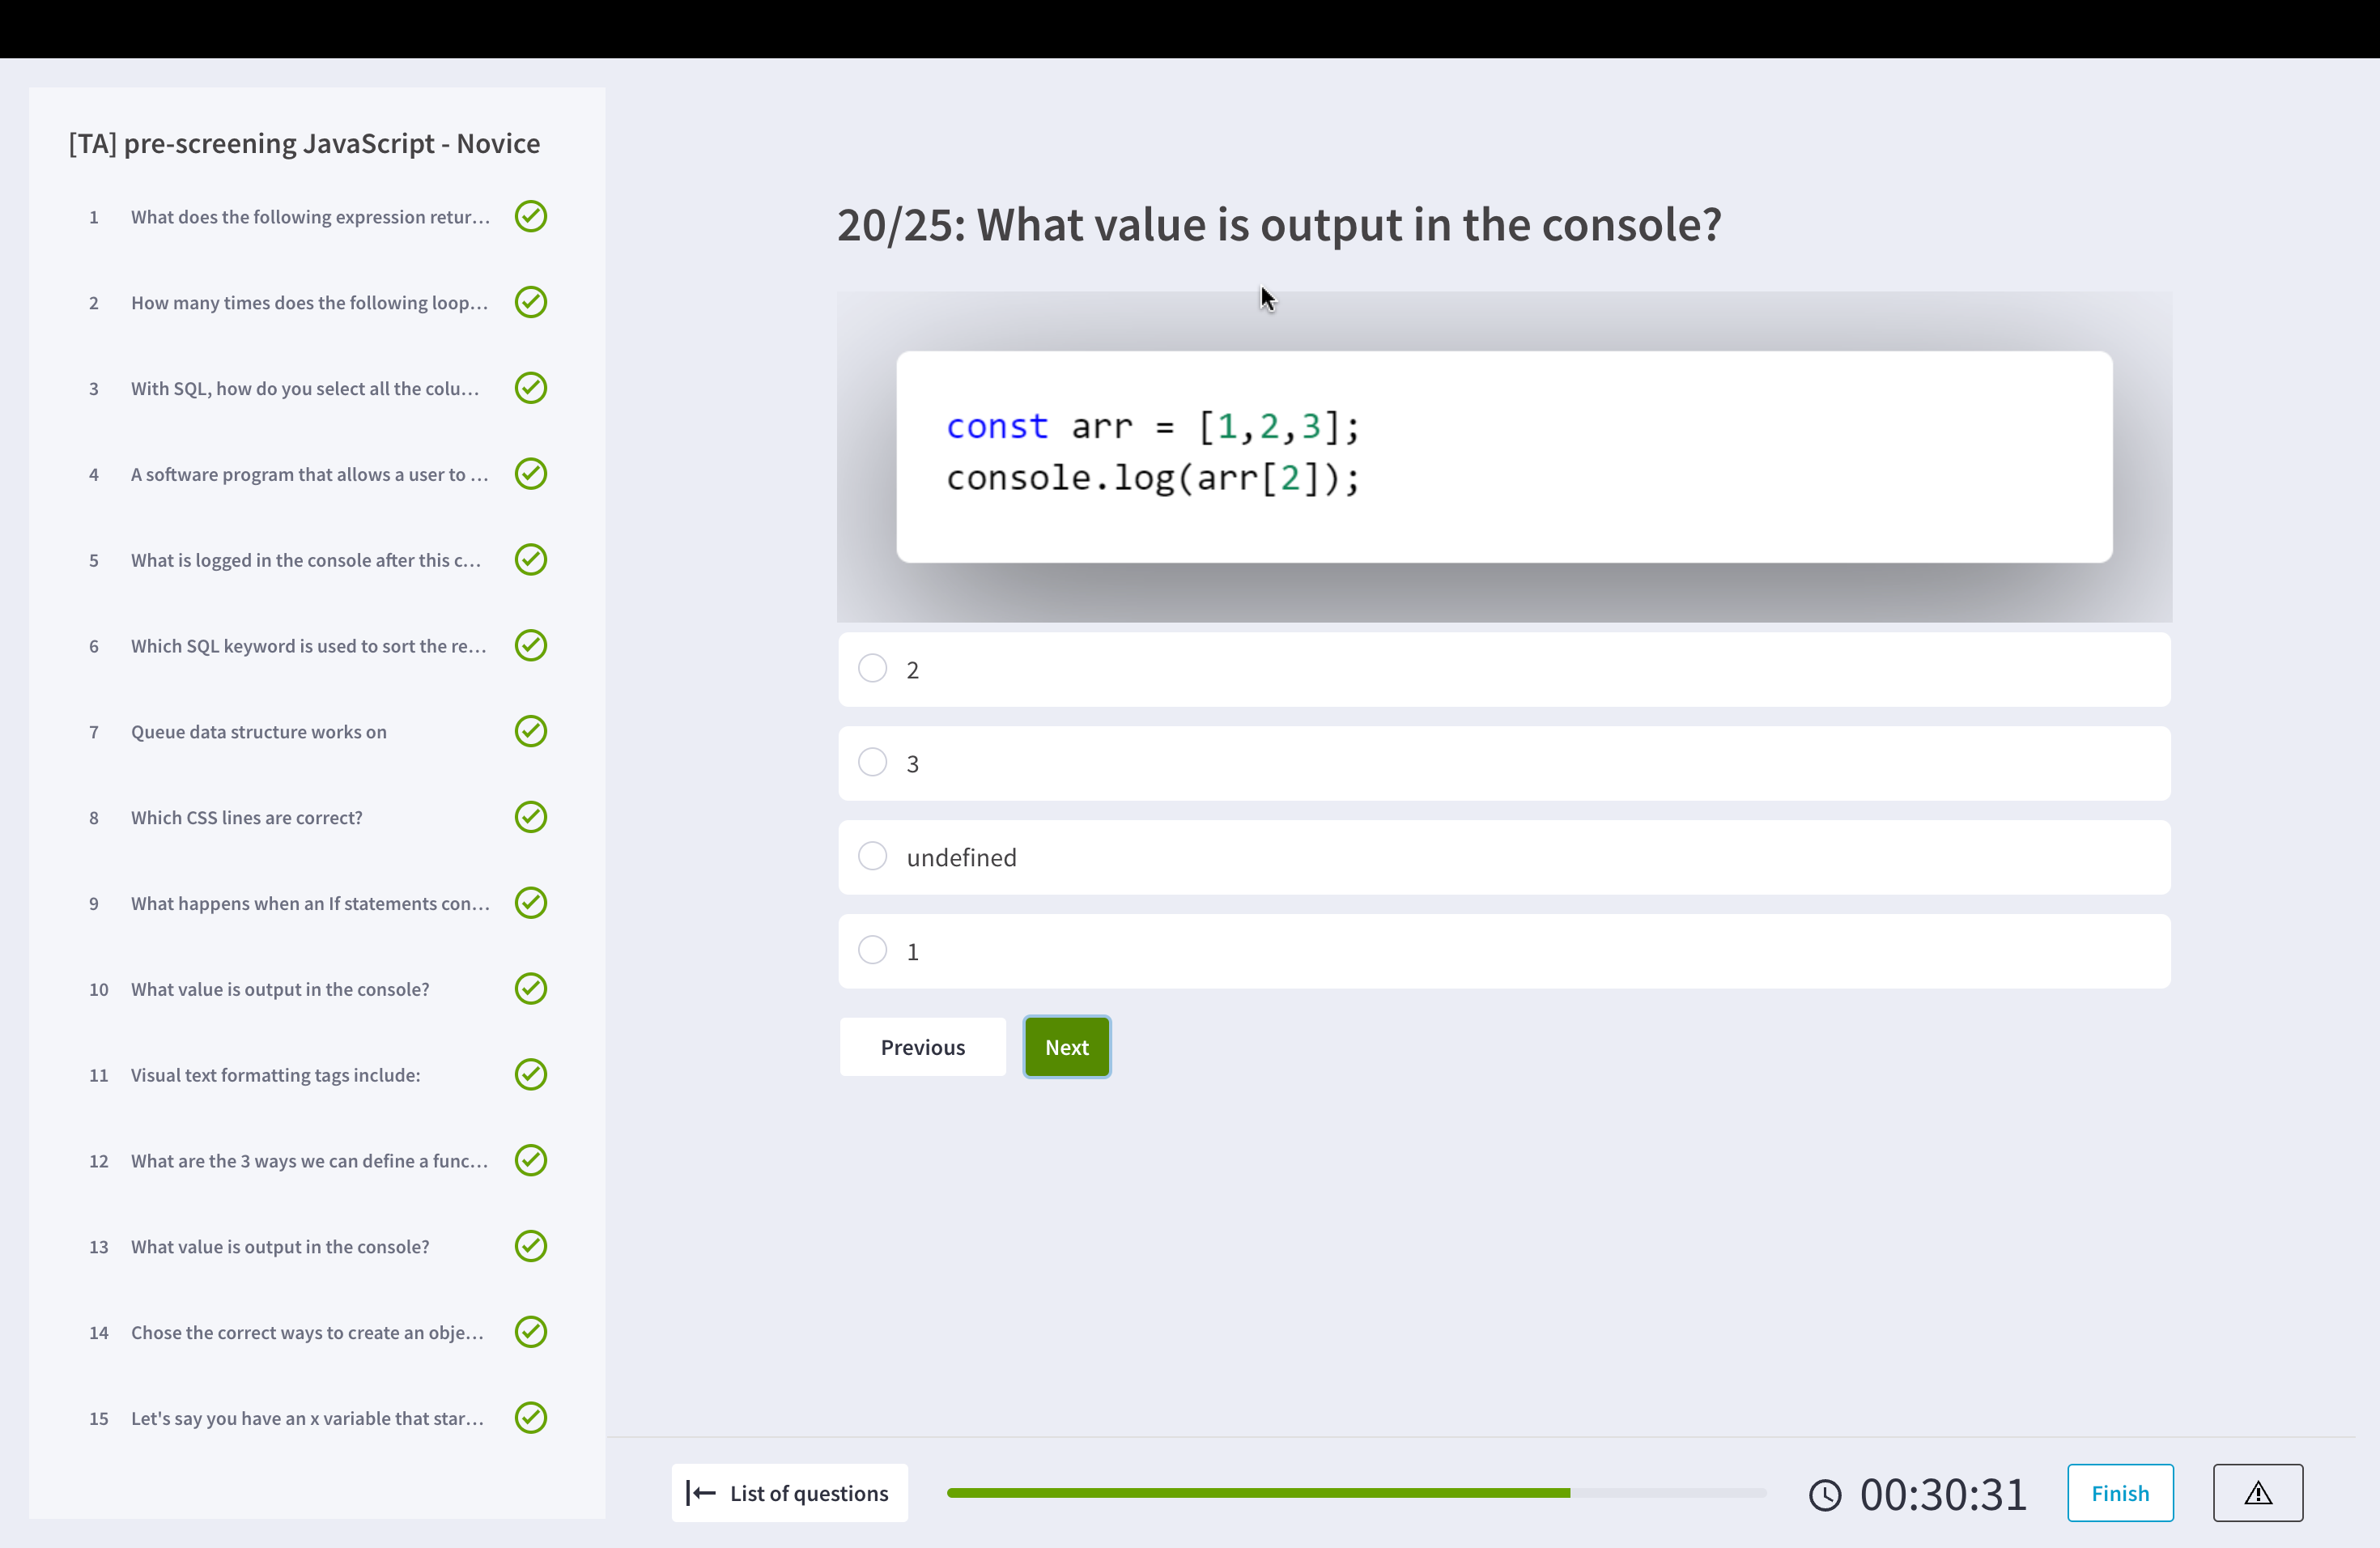 [TA] pre-screening JavaScript - Novice
1 What does the following expression retur...
2 How many times does the following loop...
3 With SQL, how do you select all the colu...
4 A software program that allows a user to ...
5 What is logged in the console after this c...
6 Which SQL keyword is used to sort the re...
7 Queue data structure works on
8 Which CSS lines are correct?
9 What happens when an If statements con...
10 What value is output in the console?
11 Visual text formatting tags include:
12 What are the 3 ways we can define a func...
13 What value is output in the console?
14 Chose the correct ways to create an obje...
15 Let's say you have an x variable that star...
20/25: What value is output in the console?
const arr = [1,2,3];
console.log(arr[2]);
2
3
undefined
1
Previous Next
List of questions 00:30:31 Finish